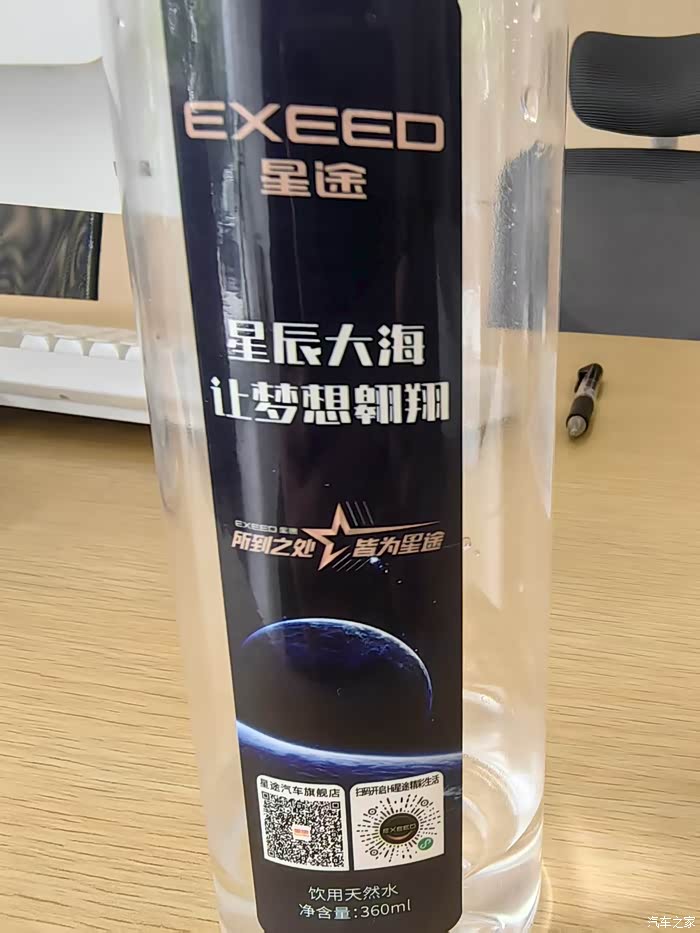 EXEED
星途
星辰大海
让梦想翱翔
EXEED 星途
所到之处 皆为星途
星途汽车旗舰店
扫码开启Hi星途精彩生活
EXEED
饮用天然水
净含量:360ml
汽车之家